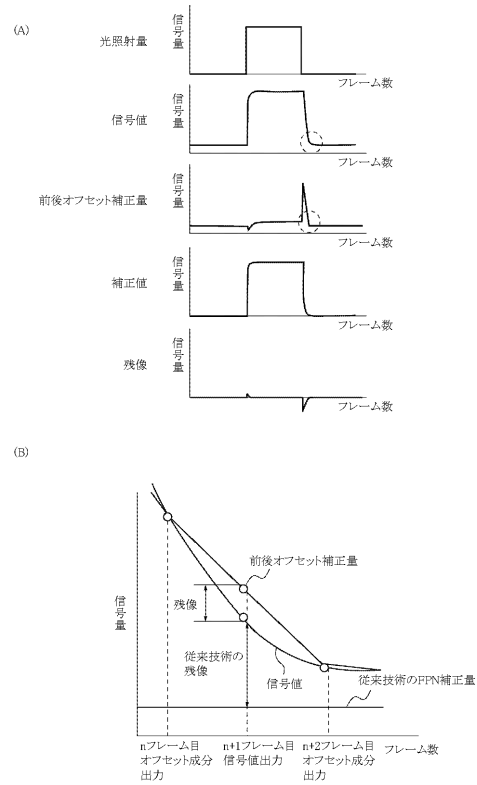 (A)
光照射量
信号量
フレーム数
信号値
信号量
フレーム数
前後オフセット補正量
信号量
フレーム数
補正値
信号量
フレーム数
残像
信号量
フレーム数
(B)
信号量
前後オフセット補正量
残像
従来技術の
残像
信号値
従来技術のFPN補正量
nフレーム目
オフセット成分
出力
n+1フレーム目
信号値出力
n+2フレーム目
オフセット成分
出力
フレーム数